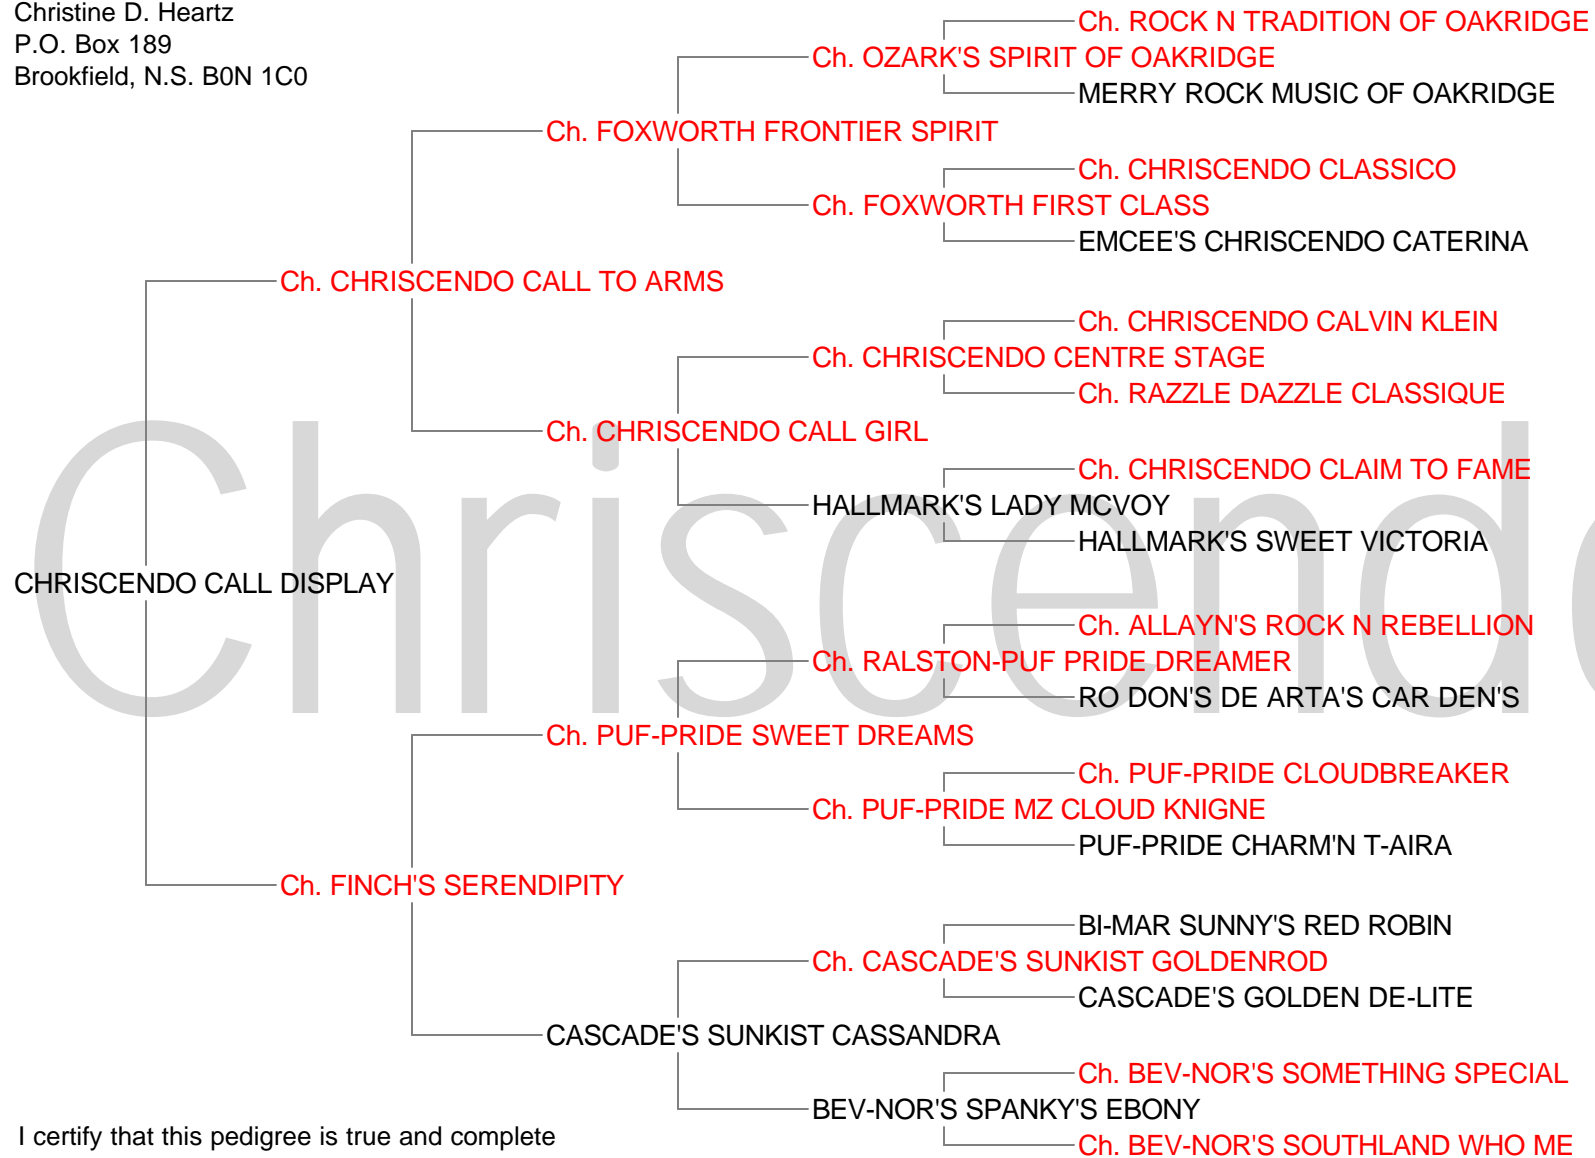 Christine D. Heartz
P.O. Box 189
Brookfield, N.S. B0N 1C0
Ch. ROCK N TRADITION OF OAKRIDGE
Ch. OZARK'S SPIRIT OF OAKRIDGE
MERRY ROCK MUSIC OF OAKRIDGE
Ch. FOXWORTH FRONTIER SPIRIT
Ch. CHRISCENDO CLASSICO
Ch. FOXWORTH FIRST CLASS
EMCEE'S CHRISCENDO CATERINA
Ch. CHRISCENDO CALL TO ARMS
Ch. CHRISCENDO CALVIN KLEIN
Ch. CHRISCENDO CENTRE STAGE
Ch. RAZZLE DAZZLE CLASSIQUE
Ch. CHRISCENDO CALL GIRL
Ch. CHRISCENDO CLAIM TO FAME
HALLMARK'S LADY MCVOY
HALLMARK'S SWEET VICTORIA
Chriscendo
CHRISCENDO CALL DISPLAY
Ch. ALLAYN'S ROCK N REBELLION
Ch. RALSTON-PUF PRIDE DREAMER
RO DON'S DE ARTA'S CAR DEN'S
Ch. PUF-PRIDE SWEET DREAMS
Ch. PUF-PRIDE CLOUDBREAKER
Ch. PUF-PRIDE MZ CLOUD KNIGNE
PUF-PRIDE CHARM'N T-AIRA
Ch. FINCH'S SERENDIPITY
BI-MAR SUNNY'S RED ROBIN
Ch. CASCADE'S SUNKIST GOLDENROD
CASCADE'S GOLDEN DE-LITE
CASCADE'S SUNKIST CASSANDRA
Ch. BEV-NOR'S SOMETHING SPECIAL
BEV-NOR'S SPANKY'S EBONY
Ch. BEV-NOR'S SOUTHLAND WHO ME
I certify that this pedigree is true and complete